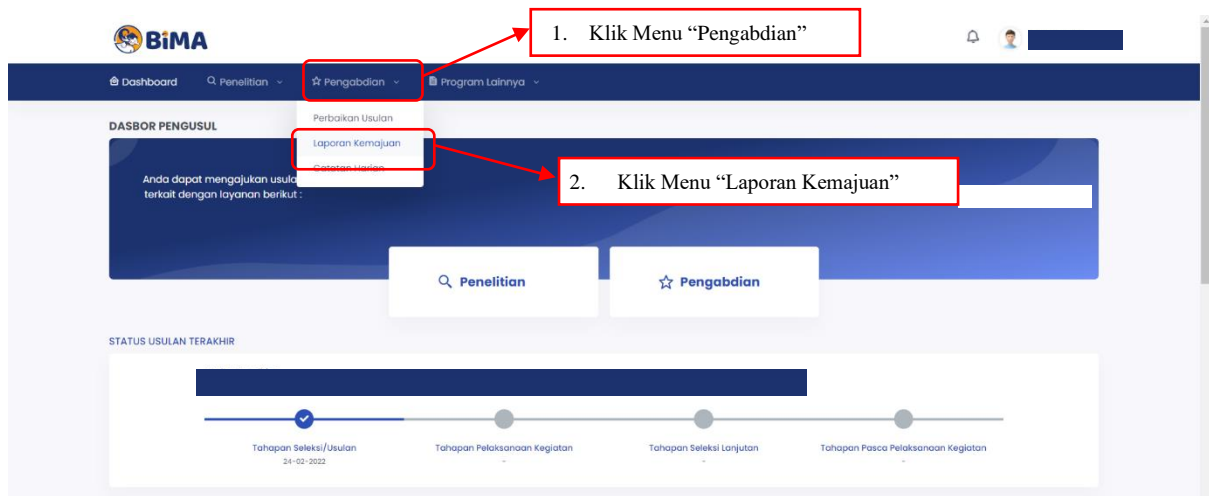 1. Klik Menu “Pengabdian”
BiMA
Dashboard Penelitian Pengabdian Program Lainnya
Perbaikan Usulan
DASBOR PENGUSUL
Laporan Kemajuan
Catatan Harian
Anda dapat mengajukan usula
2. Klik Menu “Laporan Kemajuan”
terkait dengan layanan berikut :
Penelitian Pengabdian
STATUS USULAN TERAKHIR
Tahapan Seleksi/Usulan Tahapan Pelaksanaan Kegiatan Tahapan Seleksi Lanjutan Tahapan Pasca Pelaksanaan Kegiatan
24-02-2022 - - -